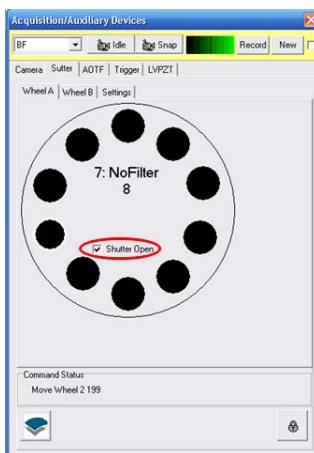 Acquisition/Auxiliary Devices
BF Idle Snap Record New
Camera Sutter AOTF Trigger LVPZT
Wheel A Wheel B Settings
7: NoFilter
8
Shutter Open
Command Status
Move Wheel 2 199